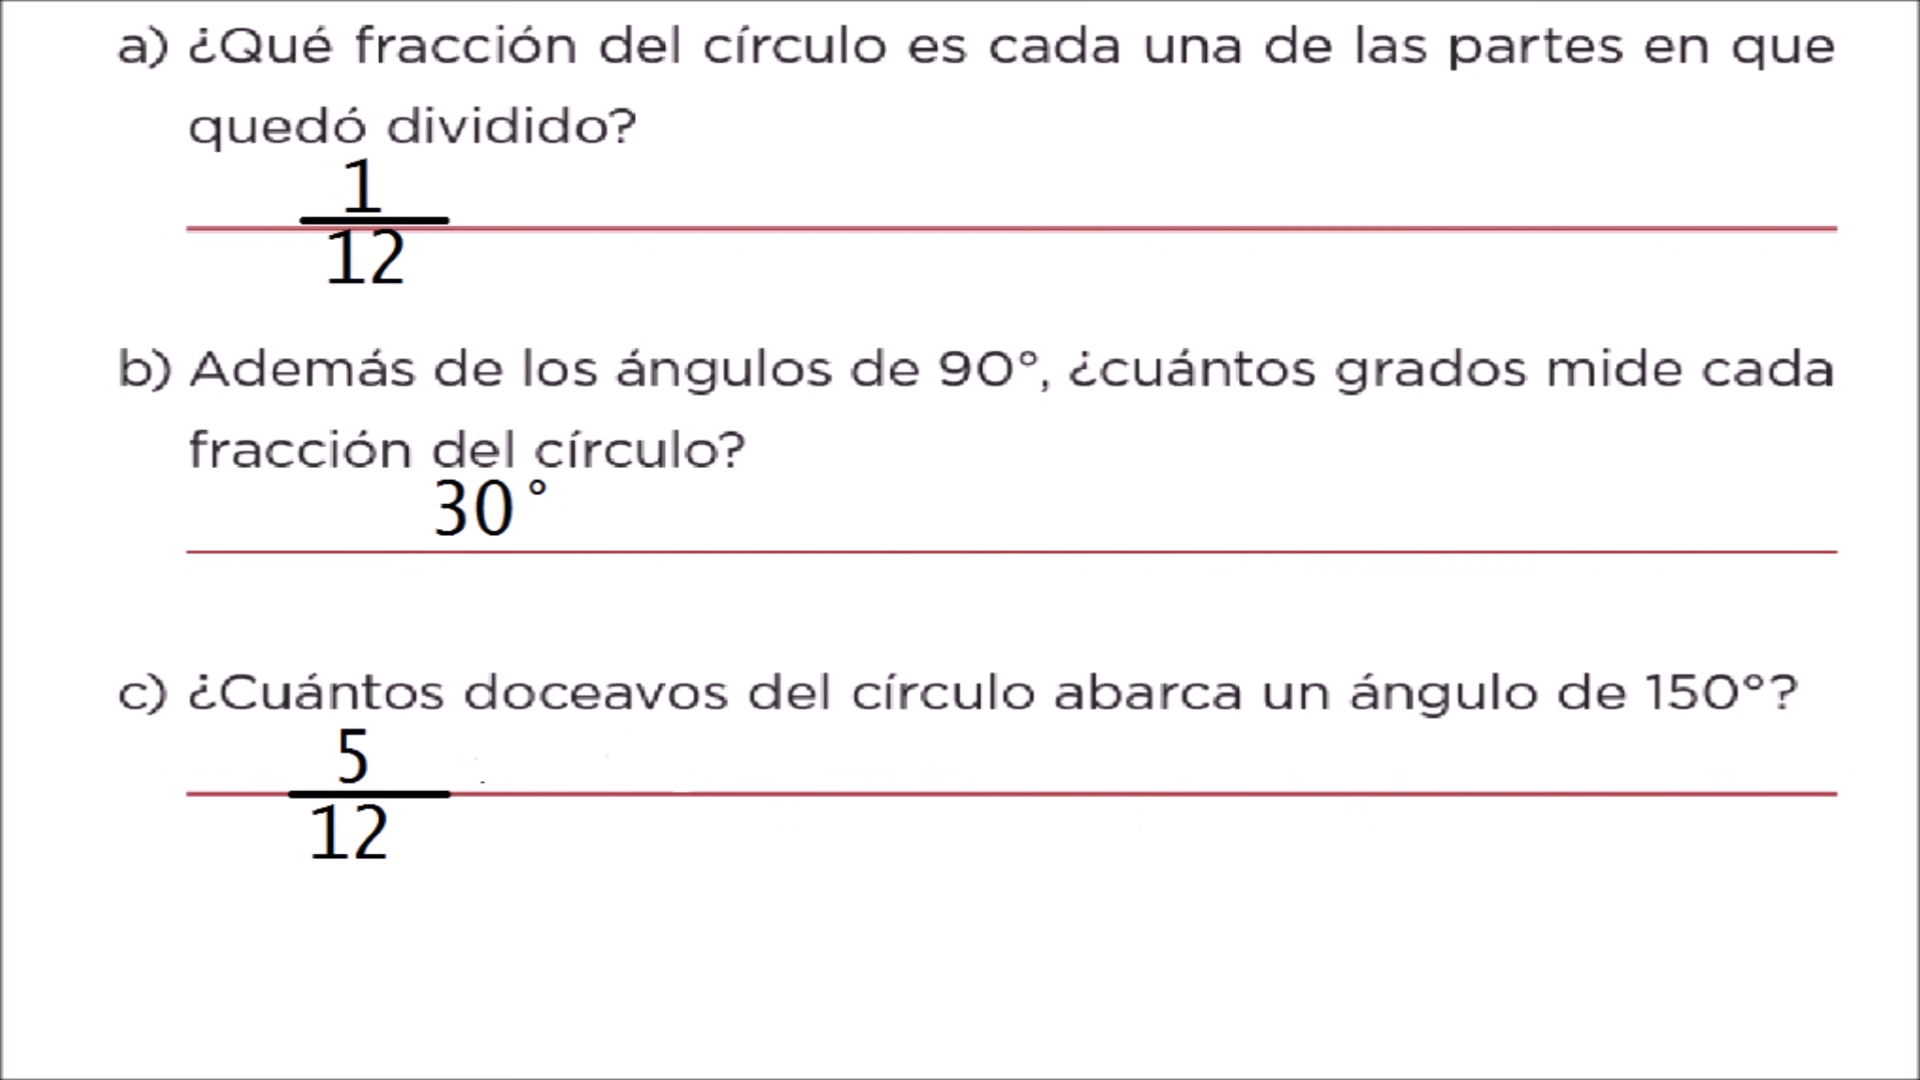 a) ¿Qué fracción del círculo es cada una de las partes en que
quedó dividido?
1
12
b) Además de los ángulos de 90°, ¿cuántos grados mide cada
fracción del círculo?
30°
c) ¿Cuántos doceavos del círculo abarca un ángulo de 150°?
5
12